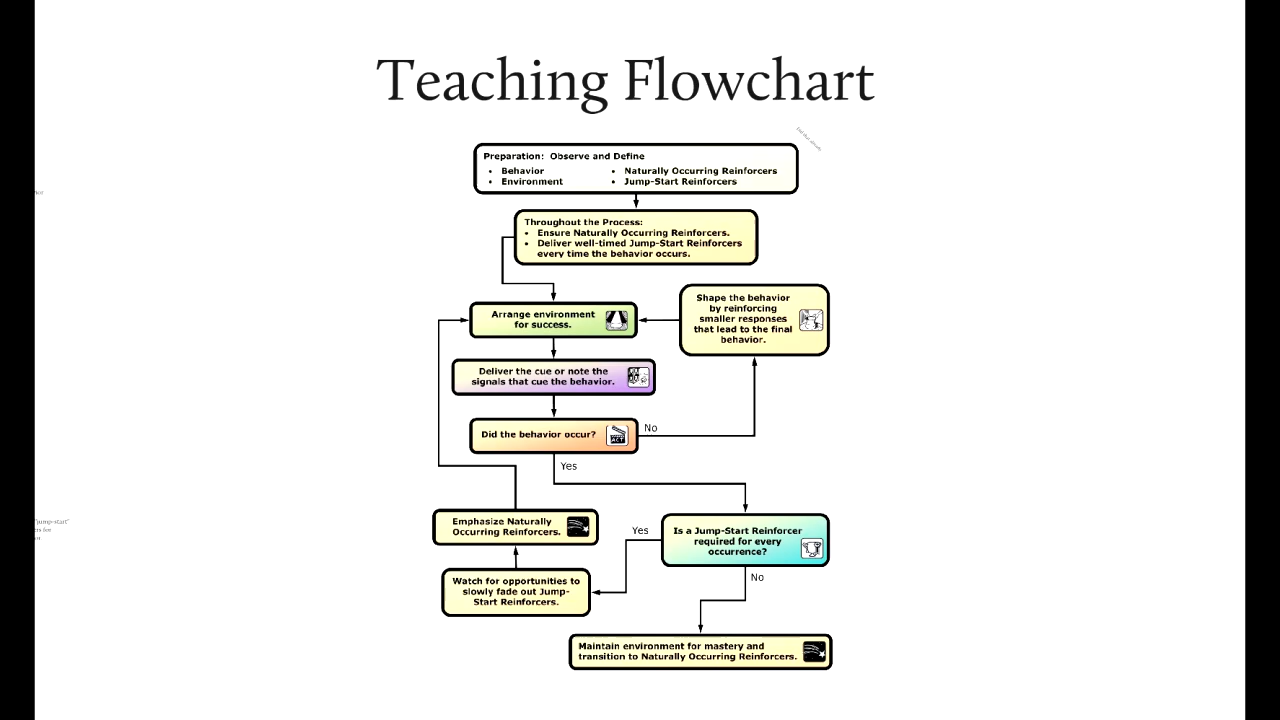 Teaching Flowchart
Preparation: Observe and Define
• Behavior
• Environment
• Naturally Occurring Reinforcers
• Jump-Start Reinforcers
Throughout the Process:
• Ensure Naturally Occurring Reinforcers.
• Deliver well-timed Jump-Start Reinforcers
every time the behavior occurs.
Arrange environment
for success.
Shape the behavior
by reinforcing
smaller responses
that lead to the final
behavior.
Deliver the cue or note the
signals that cue the behavior.
Did the behavior occur?
ACT
No
Yes
Emphasize Naturally
Occurring Reinforcers.
Yes
Is a Jump-Start Reinforcer
required for every
occurrence?
No
Watch for opportunities to
slowly fade out Jump-
Start Reinforcers.
Maintain environment for mastery and
transition to Naturally Occurring Reinforcers.
"jump-start"